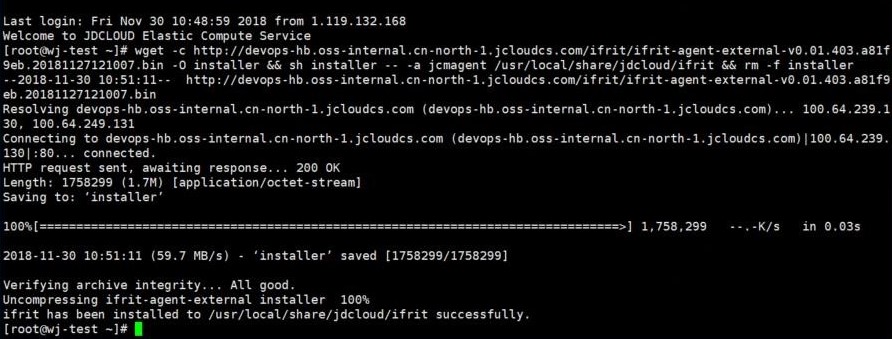 Last login: Fri Nov 30 10:48:59 2018 from 1.119.132.168
Welcome to JDCLOUD Elastic Compute Service
[root@wj-test ~]# wget -c http://devops-hb.oss-internal.cn-north-1.jcloudcs.com/ifrit/ifrit-agent-external-v0.01.403.a81f
9eb.20181127121007.bin -O installer && sh installer -- -a jcmagent /usr/local/share/jdcloud/ifrit && rm -f installer
--2018-11-30 10:51:11--  http://devops-hb.oss-internal.cn-north-1.jcloudcs.com/ifrit/ifrit-agent-external-v0.01.403.a81f9
eb.20181127121007.bin
Resolving devops-hb.oss-internal.cn-north-1.jcloudcs.com (devops-hb.oss-internal.cn-north-1.jcloudcs.com)... 100.64.239.1
30, 100.64.249.131
Connecting to devops-hb.oss-internal.cn-north-1.jcloudcs.com (devops-hb.oss-internal.cn-north-1.jcloudcs.com)|100.64.239.
130|:80... connected.
HTTP request sent, awaiting response... 200 OK
Length: 1758299 (1.7M) [application/octet-stream]
Saving to: ‘installer’
100%[================================================================================>] 1,758,299   --.-K/s   in 0.03s
2018-11-30 10:51:11 (59.7 MB/s) - ‘installer’ saved [1758299/1758299]
Verifying archive integrity... All good.
Uncompressing ifrit-agent-external installer  100%
ifrit has been installed to /usr/local/share/jdcloud/ifrit successfully.
[root@wj-test ~]#